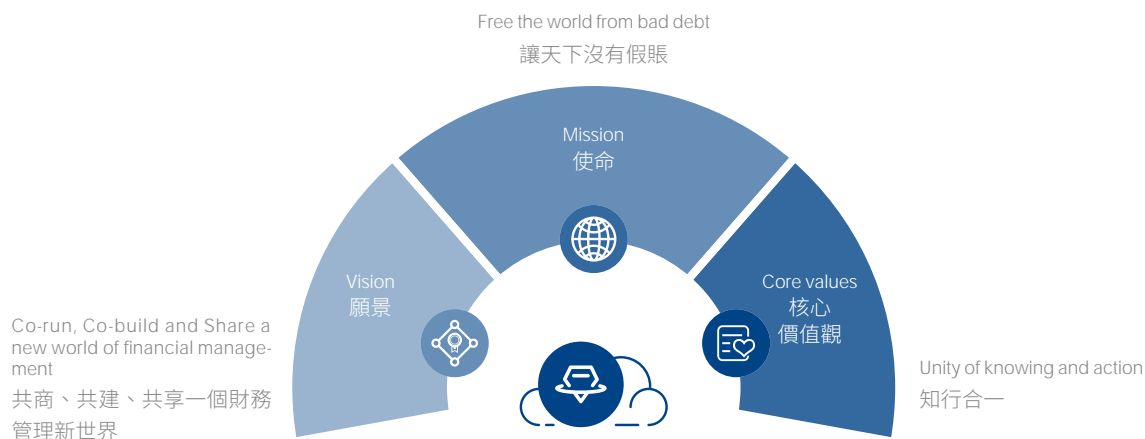 Free the world from bad debt
讓天下沒有假賬
Mission
使命
Vision
願景
Core values
核心
價值觀
Co-run, Co-build and Share a
new world of financial manage-
ment
共商、共建、共享一個財務
管理新世界
Unity of knowing and action
知行合一